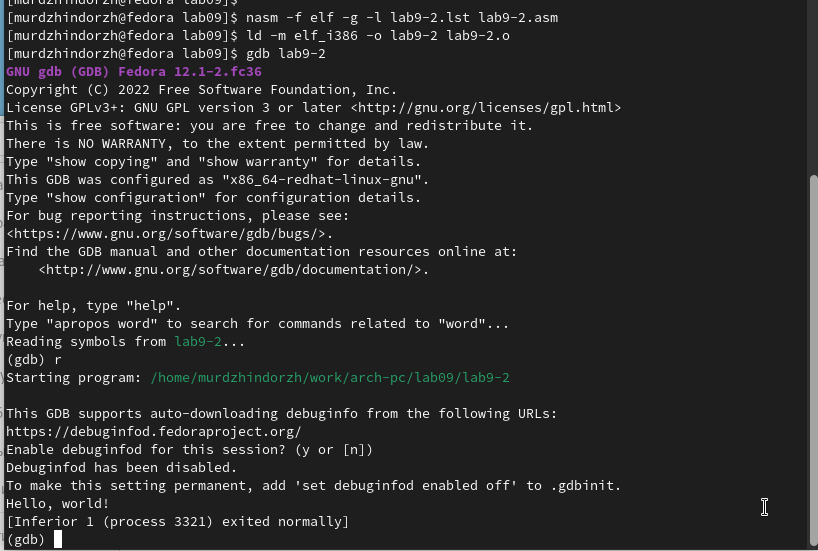 [murdzhindorzh@fedora lab09]$
[murdzhindorzh@fedora lab09]$ nasm -f elf -g -l lab9-2.lst lab9-2.asm
[murdzhindorzh@fedora lab09]$ ld -m elf_i386 -o lab9-2 lab9-2.o
[murdzhindorzh@fedora lab09]$ gdb lab9-2
GNU gdb (GDB) Fedora 12.1-2.fc36
Copyright (C) 2022 Free Software Foundation, Inc.
License GPLv3+: GNU GPL version 3 or later <http://gnu.org/licenses/gpl.html>
This is free software: you are free to change and redistribute it.
There is NO WARRANTY, to the extent permitted by law.
Type "show copying" and "show warranty" for details.
This GDB was configured as "x86_64-redhat-linux-gnu".
Type "show configuration" for configuration details.
For bug reporting instructions, please see:
<https://www.gnu.org/software/gdb/bugs/>.
Find the GDB manual and other documentation resources online at:
    <http://www.gnu.org/software/gdb/documentation/>.
For help, type "help".
Type "apropos word" to search for commands related to "word"...
Reading symbols from lab9-2...
(gdb) r
Starting program: /home/murdzhindorzh/work/arch-pc/lab09/lab9-2
This GDB supports auto-downloading debuginfo from the following URLs:
https://debuginfod.fedoraproject.org/
Enable debuginfod for this session? (y or [n])
Debuginfod has been disabled.
To make this setting permanent, add 'set debuginfod enabled off' to .gdbinit.
Hello, world!
[Inferior 1 (process 3321) exited normally]
(gdb)